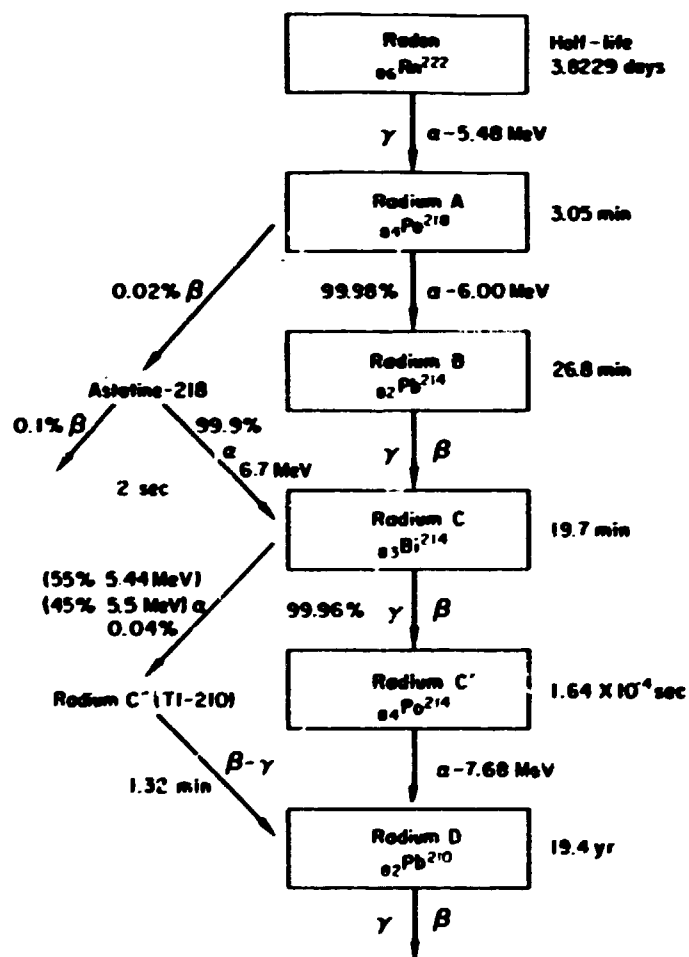 Radon
₈₆Rn²²²
Half-life
3.8229 days
γ α-5.48 MeV
Radium A
₈₄Po²¹⁸
3.05 min
0.02% β
99.98% α-6.00 MeV
Radium B
₈₂Pb²¹⁴
26.8 min
Astatine-218
0.1% β
99.9%
α
6.7 MeV
γ β
2 sec
Radium C
₈₃Bi²¹⁴
19.7 min
(55% 5.44 MeV)
(45% 5.5 MeV) α
0.04%
99.96% γ β
Radium C" (Tl-210)
Radium C'
₈₄Po²¹⁴
1.64 X 10⁻⁴ sec
β-γ
1.32 min
α-7.68 MeV
Radium D
₈₂Pb²¹⁰
19.4 yr
γ β